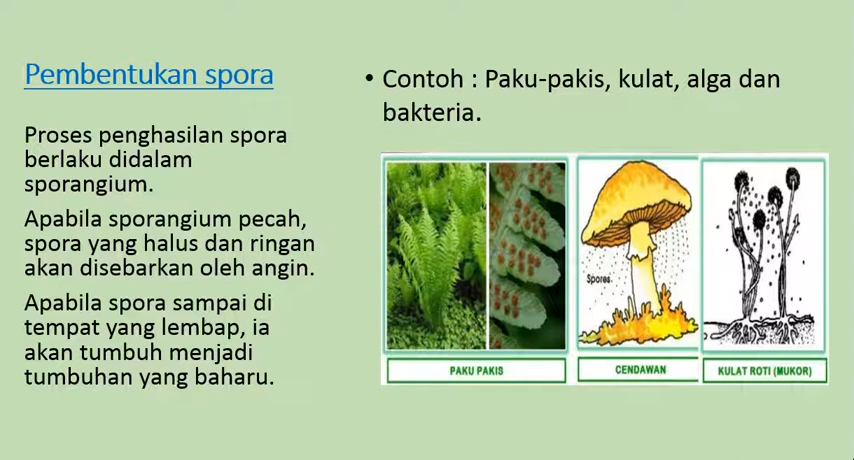 Pembentukan spora
Proses penghasilan spora
berlaku didalam
sporangium.
Apabila sporangium pecah,
spora yang halus dan ringan
akan disebarkan oleh angin.
Apabila spora sampai di
tempat yang lembap, ia
akan tumbuh menjadi
tumbuhan yang baharu.
• Contoh : Paku-pakis, kulat, alga dan
bakteria.
Spores
PAKU PAKIS
CENDAWAN
KULAT ROTI (MUKOR)